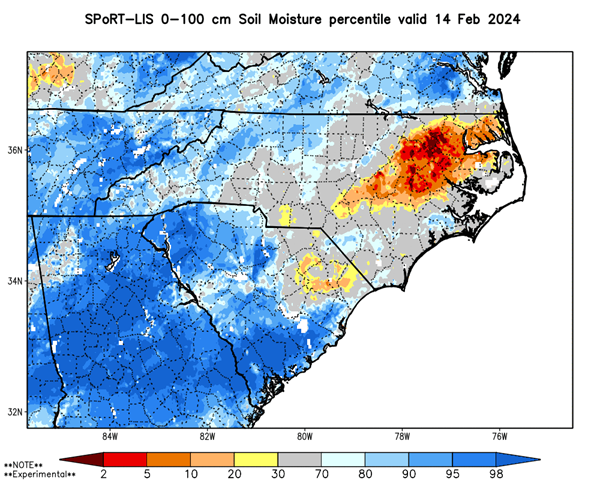 SPoRT-LIS 0-100 cm Soil Moisture percentile valid 14 Feb 2024
36N
34N
32N
84W 82W 80W 78W 76W
**NOTE**
**Experimental**
2 5 10 20 30 70 80 90 95 98